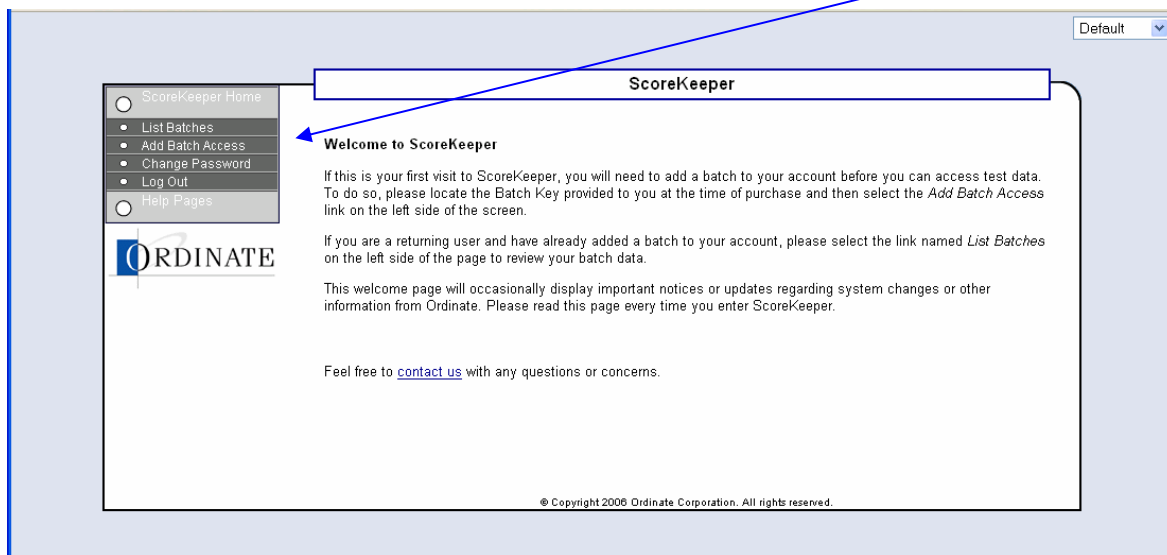 Default
ScoreKeeper
ScoreKeeper Home
List Batches
Add Batch Access
Change Password
Log Out
Help Pages
ORDINATE
Welcome to ScoreKeeper
If this is your first visit to ScoreKeeper, you will need to add a batch to your account before you can access test data.
To do so, please locate the Batch Key provided to you at the time of purchase and then select the Add Batch Access
link on the left side of the screen.
If you are a returning user and have already added a batch to your account, please select the link named List Batches
on the left side of the page to review your batch data.
This welcome page will occasionally display important notices or updates regarding system changes or other
information from Ordinate. Please read this page every time you enter ScoreKeeper.
Feel free to contact us with any questions or concerns.
© Copyright 2006 Ordinate Corporation. All rights reserved.